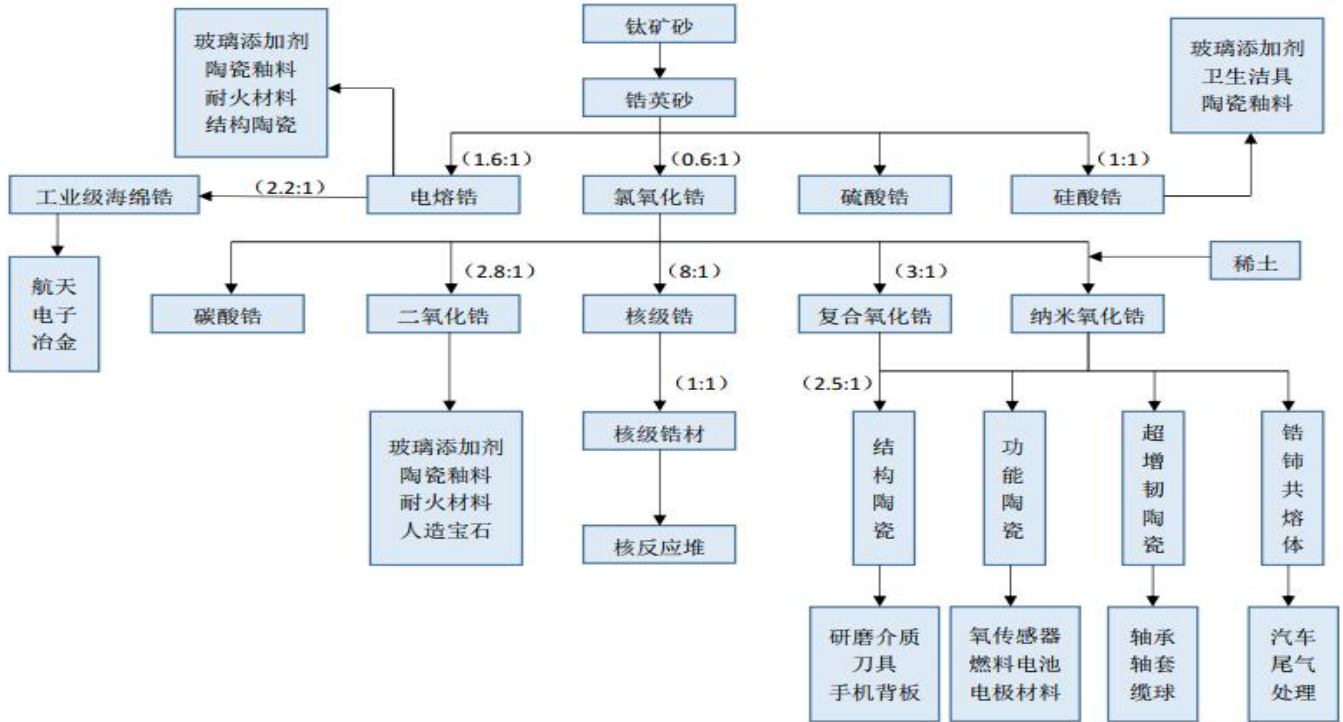 钛矿砂
玻璃添加剂
陶瓷釉料
耐火材料
结构陶瓷
锆英砂
玻璃添加剂
卫生洁具
陶瓷釉料
（1.6:1）
（0.6:1）
（1:1）
工业级海绵锆
（2.2:1）
电熔锆
氯氧化锆
硫酸锆
硅酸锆
航天
电子
冶金
（2.8:1）
（8:1）
（3:1）
稀土
碳酸锆
二氧化锆
核级锆
复合氧化锆
纳米氧化锆
（1:1）
（2.5:1）
玻璃添加剂
陶瓷釉料
耐火材料
人造宝石
核级锆材
核反应堆
结构陶瓷
功能陶瓷
超增韧陶瓷
锆铈共熔体
研磨介质
刀具
手机背板
氧传感器
燃料电池
电极材料
轴承
轴套
缆球
汽车
尾气
处理